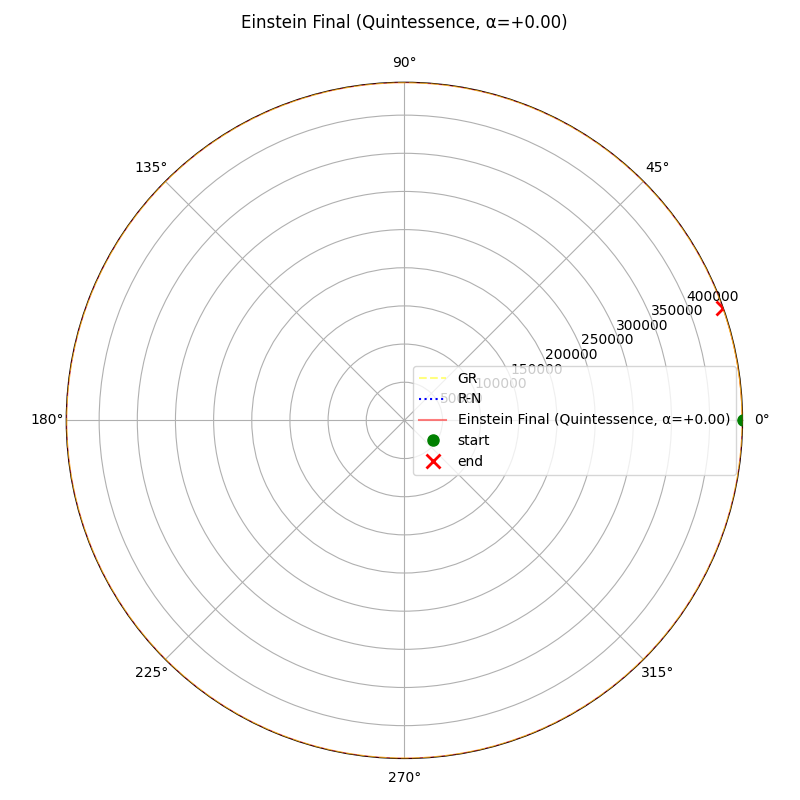 Einstein Final (Quintessence, α=+0.00)
90°
135°
45°
400000
350000
300000
250000
200000
150000
100000
50000
180°
0°
GR
R-N
Einstein Final (Quintessence, α=+0.00)
start
end
225°
315°
270°